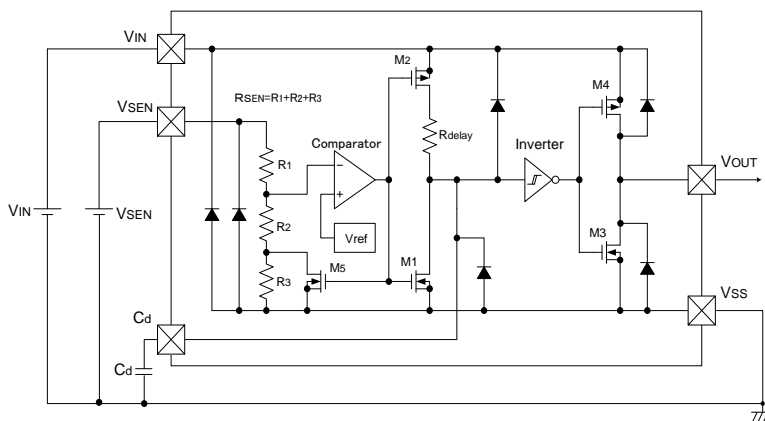 VIN
M2
M4
RSEN=R1+R2+R3
VSEN
Comparator
Rdelay
Inverter
R1
−
+
VOUT
VIN
VSEN
R2
Vref
M3
M5
M1
R3
VSS
Cd
Cd